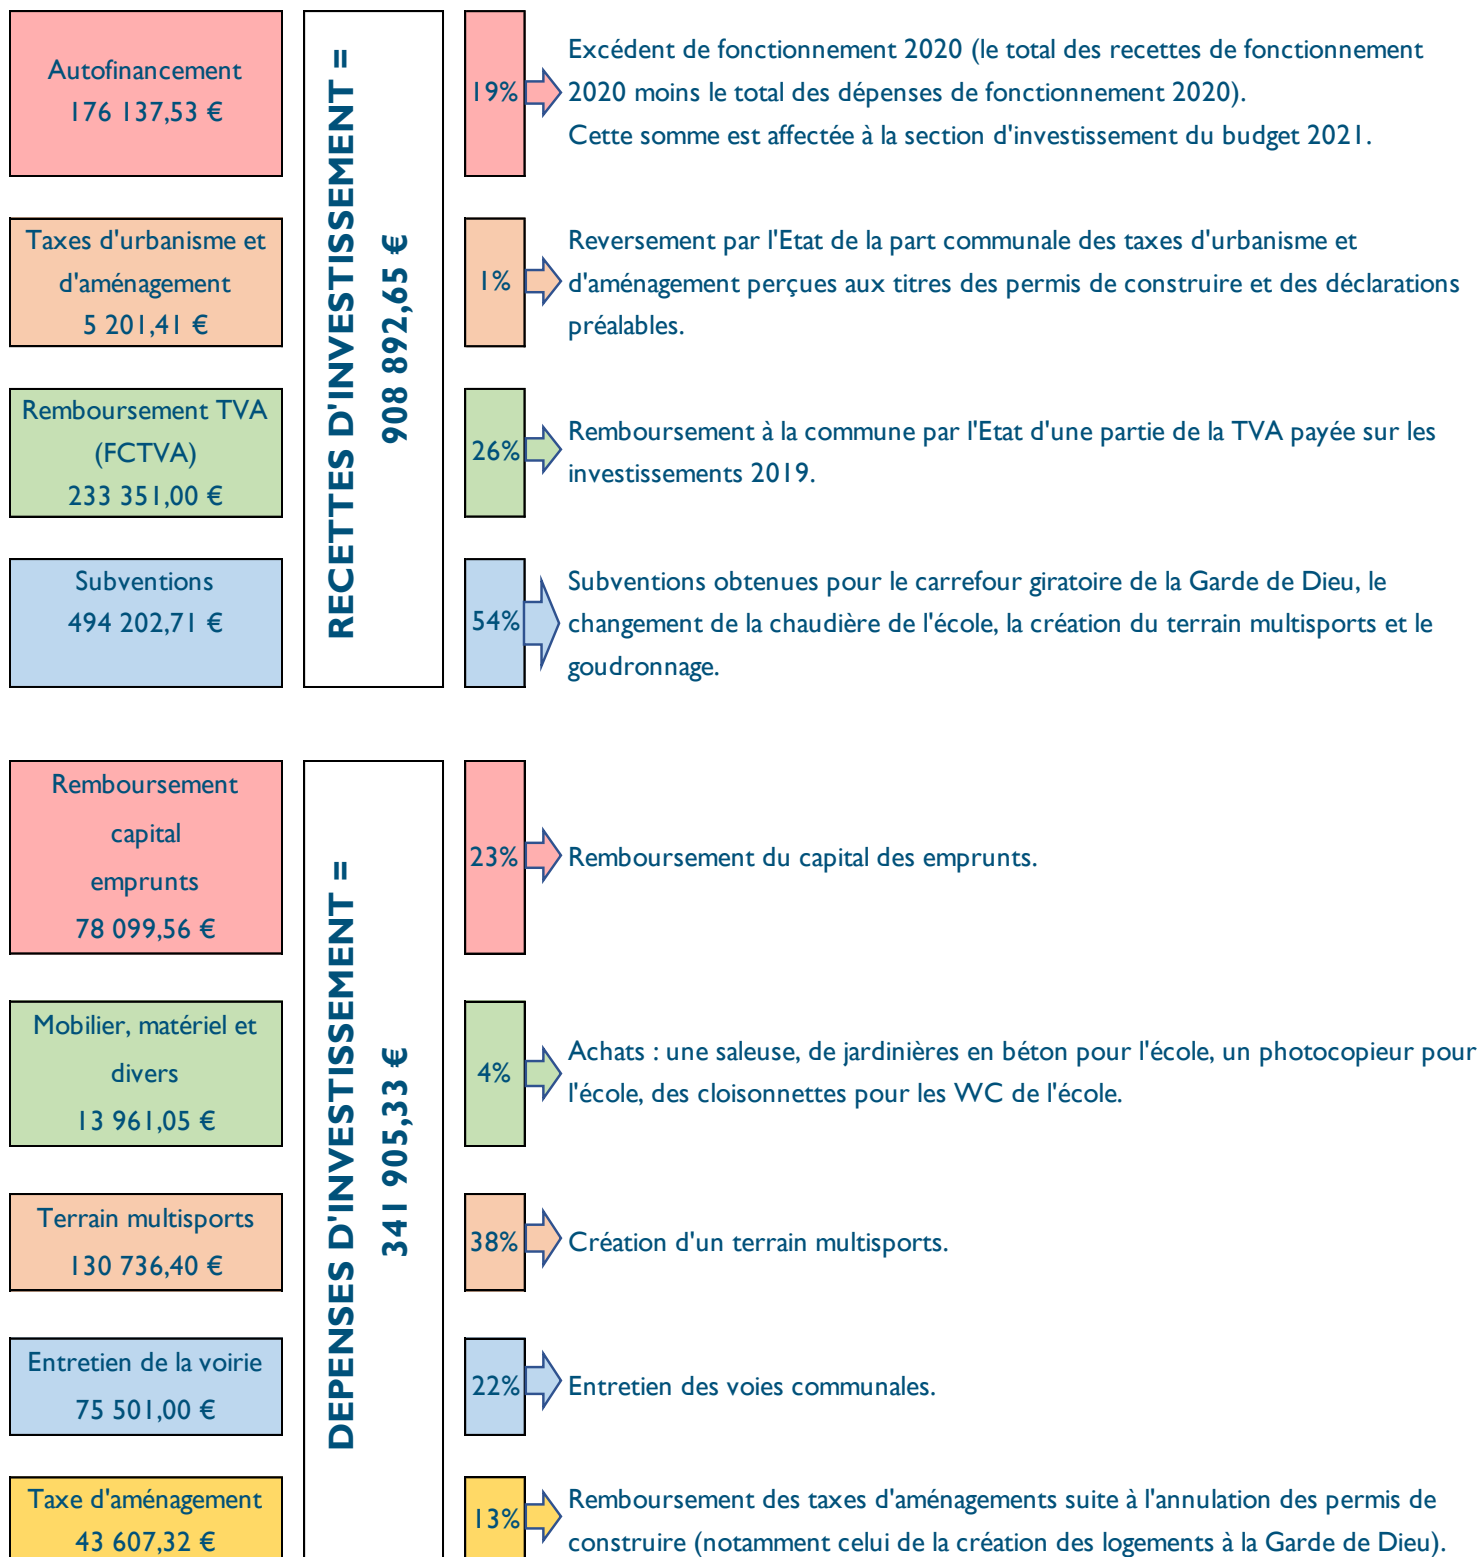 Autofinancement
176 137,53 €
RECETTES D'INVESTISSEMENT =
908 892,65 €
19%
Excédent de fonctionnement 2020 (le total des recettes de fonctionnement
2020 moins le total des dépenses de fonctionnement 2020).
Cette somme est affectée à la section d'investissement du budget 2021.
Taxes d'urbanisme et
d'aménagement
5 201,41 €
1%
Reversement par l'Etat de la part communale des taxes d'urbanisme et
d'aménagement perçues aux titres des permis de construire et des déclarations
préalables.
Remboursement TVA
(FCTVA)
233 351,00 €
26%
Remboursement à la commune par l'Etat d'une partie de la TVA payée sur les
investissements 2019.
Subventions
494 202,71 €
54%
Subventions obtenues pour le carrefour giratoire de la Garde de Dieu, le
changement de la chaudière de l'école, la création du terrain multisports et le
goudronnage.
Remboursement
capital
emprunts
78 099,56 €
DEPENSES D'INVESTISSEMENT =
341 905,33 €
23%
Remboursement du capital des emprunts.
Mobilier, matériel et
divers
13 961,05 €
4%
Achats : une saleuse, de jardinières en béton pour l'école, un photocopieur pour
l'école, des cloisonnettes pour les WC de l'école.
Terrain multisports
130 736,40 €
38%
Création d'un terrain multisports.
Entretien de la voirie
75 501,00 €
22%
Entretien des voies communales.
Taxe d'aménagement
43 607,32 €
13%
Remboursement des taxes d'aménagements suite à l'annulation des permis de
construire (notamment celui de la création des logements à la Garde de Dieu).